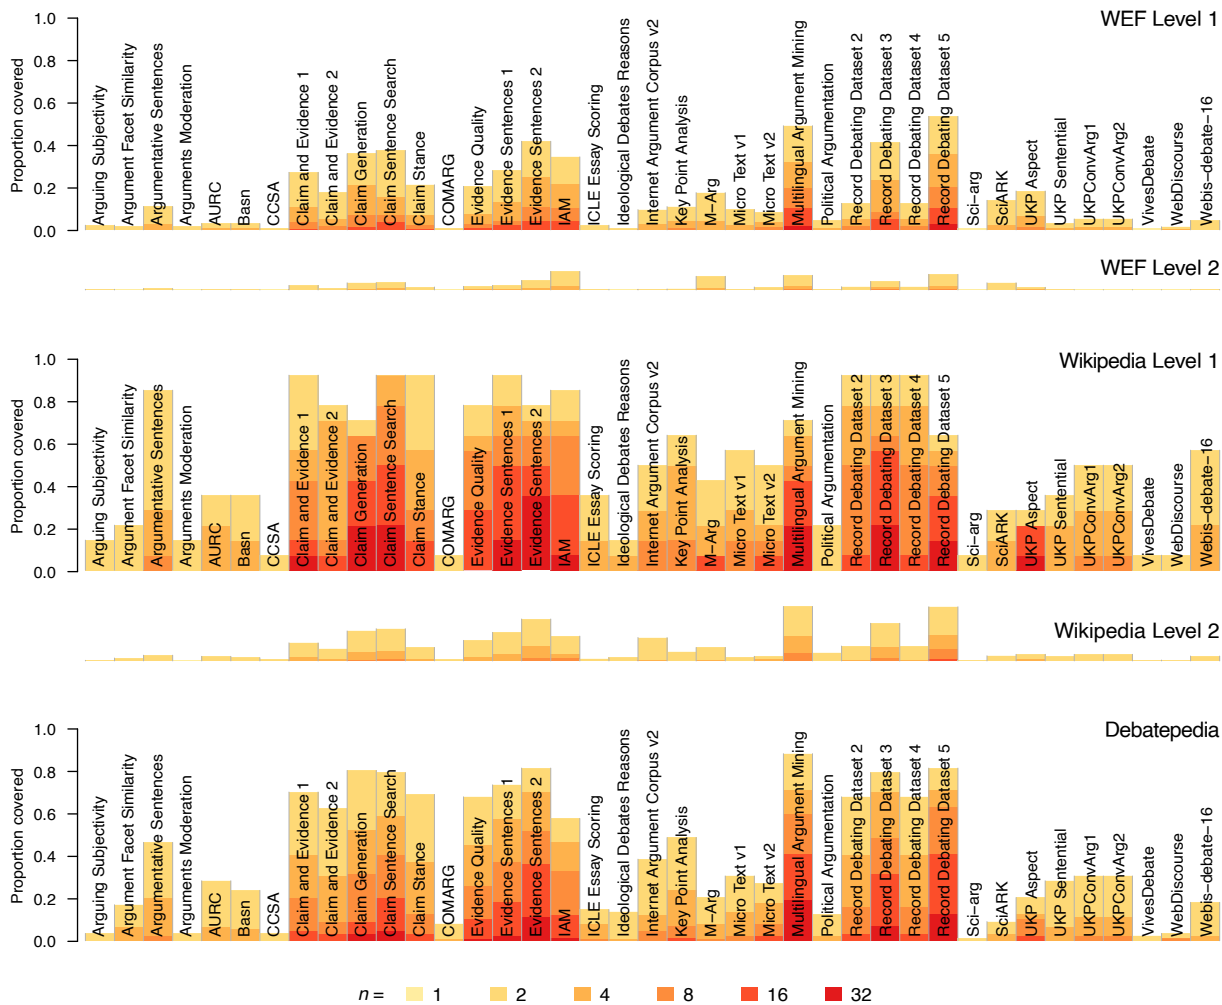 WEF Level 1
Proportion covered
1.0
0.8
0.6
0.4
0.2
0.0
Arguing Subjectivity
Argument Facet Similarity
Argumentative Sentences
Arguments Moderation
AURC
Basn
CCSA
Claim and Evidence 1
Claim and Evidence 2
Claim Generation
Claim Sentence Search
Claim Stance
COMARG
Evidence Quality
Evidence Sentences 1
Evidence Sentences 2
IAM
ICLE Essay Scoring
Ideological Debates Reasons
Internet Argument Corpus v2
Key Point Analysis
M−Arg
Micro Text v1
Micro Text v2
Multilingual Argument Mining
Political Argumentation
Record Debating Dataset 2
Record Debating Dataset 3
Record Debating Dataset 4
Record Debating Dataset 5
Sci−arg
SciARK
UKP Aspect
UKP Sentential
UKPConvArg1
UKPConvArg2
VivesDebate
WebDiscourse
Webis−debate−16
WEF Level 2
Wikipedia Level 1
Proportion covered
1.0
0.8
0.6
0.4
0.2
0.0
Arguing Subjectivity
Argument Facet Similarity
Argumentative Sentences
Arguments Moderation
AURC
Basn
CCSA
Claim and Evidence 1
Claim and Evidence 2
Claim Generation
Claim Sentence Search
Claim Stance
COMARG
Evidence Quality
Evidence Sentences 1
Evidence Sentences 2
IAM
ICLE Essay Scoring
Ideological Debates Reasons
Internet Argument Corpus v2
Key Point Analysis
M−Arg
Micro Text v1
Micro Text v2
Multilingual Argument Mining
Political Argumentation
Record Debating Dataset 2
Record Debating Dataset 3
Record Debating Dataset 4
Record Debating Dataset 5
Sci−arg
SciARK
UKP Aspect
UKP Sentential
UKPConvArg1
UKPConvArg2
VivesDebate
WebDiscourse
Webis−debate−16
Wikipedia Level 2
Debatepedia
Proportion covered
1.0
0.8
0.6
0.4
0.2
0.0
Arguing Subjectivity
Argument Facet Similarity
Argumentative Sentences
Arguments Moderation
AURC
Basn
CCSA
Claim and Evidence 1
Claim and Evidence 2
Claim Generation
Claim Sentence Search
Claim Stance
COMARG
Evidence Quality
Evidence Sentences 1
Evidence Sentences 2
IAM
ICLE Essay Scoring
Ideological Debates Reasons
Internet Argument Corpus v2
Key Point Analysis
M−Arg
Micro Text v1
Micro Text v2
Multilingual Argument Mining
Political Argumentation
Record Debating Dataset 2
Record Debating Dataset 3
Record Debating Dataset 4
Record Debating Dataset 5
Sci−arg
SciARK
UKP Aspect
UKP Sentential
UKPConvArg1
UKPConvArg2
VivesDebate
WebDiscourse
Webis−debate−16
n = 1 2 4 8 16 32